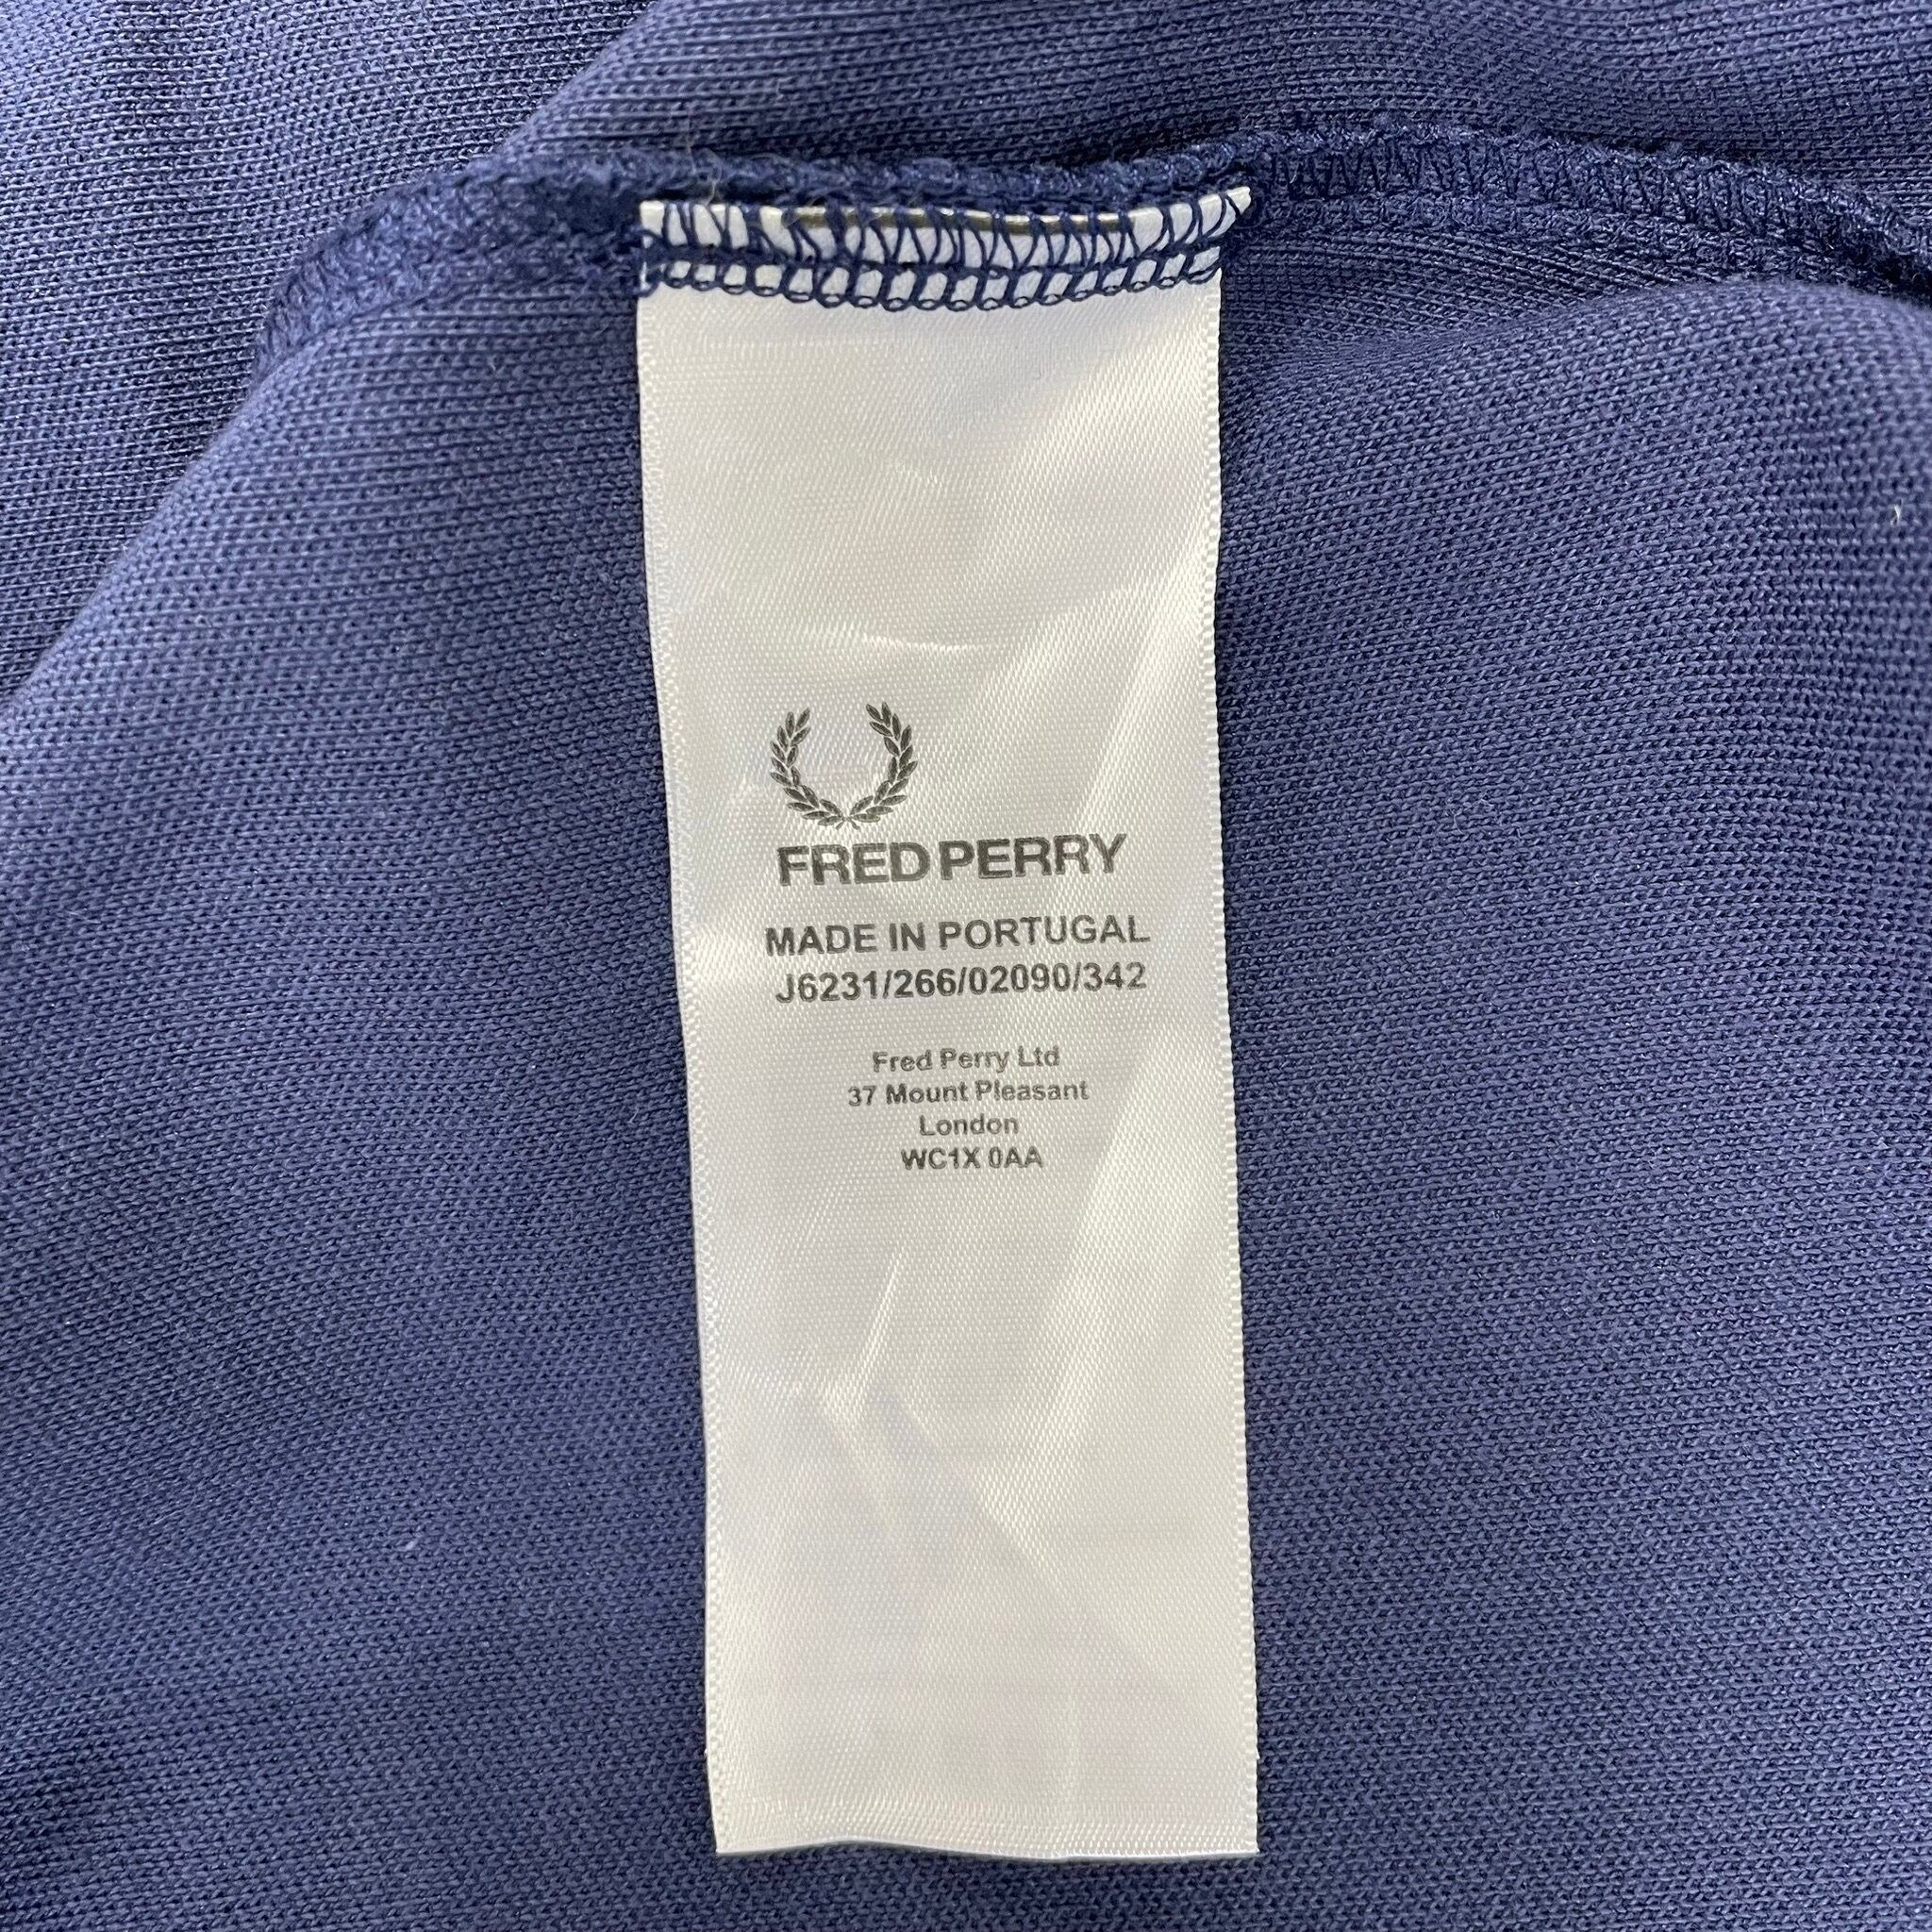 FRED PERRY
MADE IN PORTUGAL
J6231/266/02090/342
Fred Perry Ltd
37 Mount Pleasant
London
WC1X 0AA